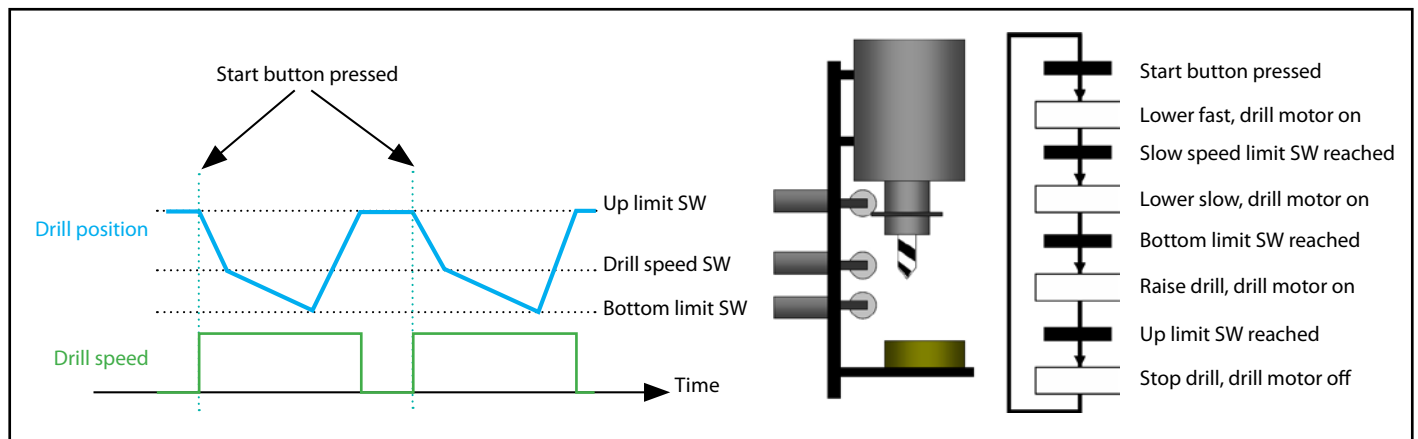 Start button pressed
Up limit SW
Drill position
Drill speed SW
Bottom limit SW
Drill speed
Time
Start button pressed
Lower fast, drill motor on
Slow speed limit SW reached
Lower slow, drill motor on
Bottom limit SW reached
Raise drill, drill motor on
Up limit SW reached
Stop drill, drill motor off